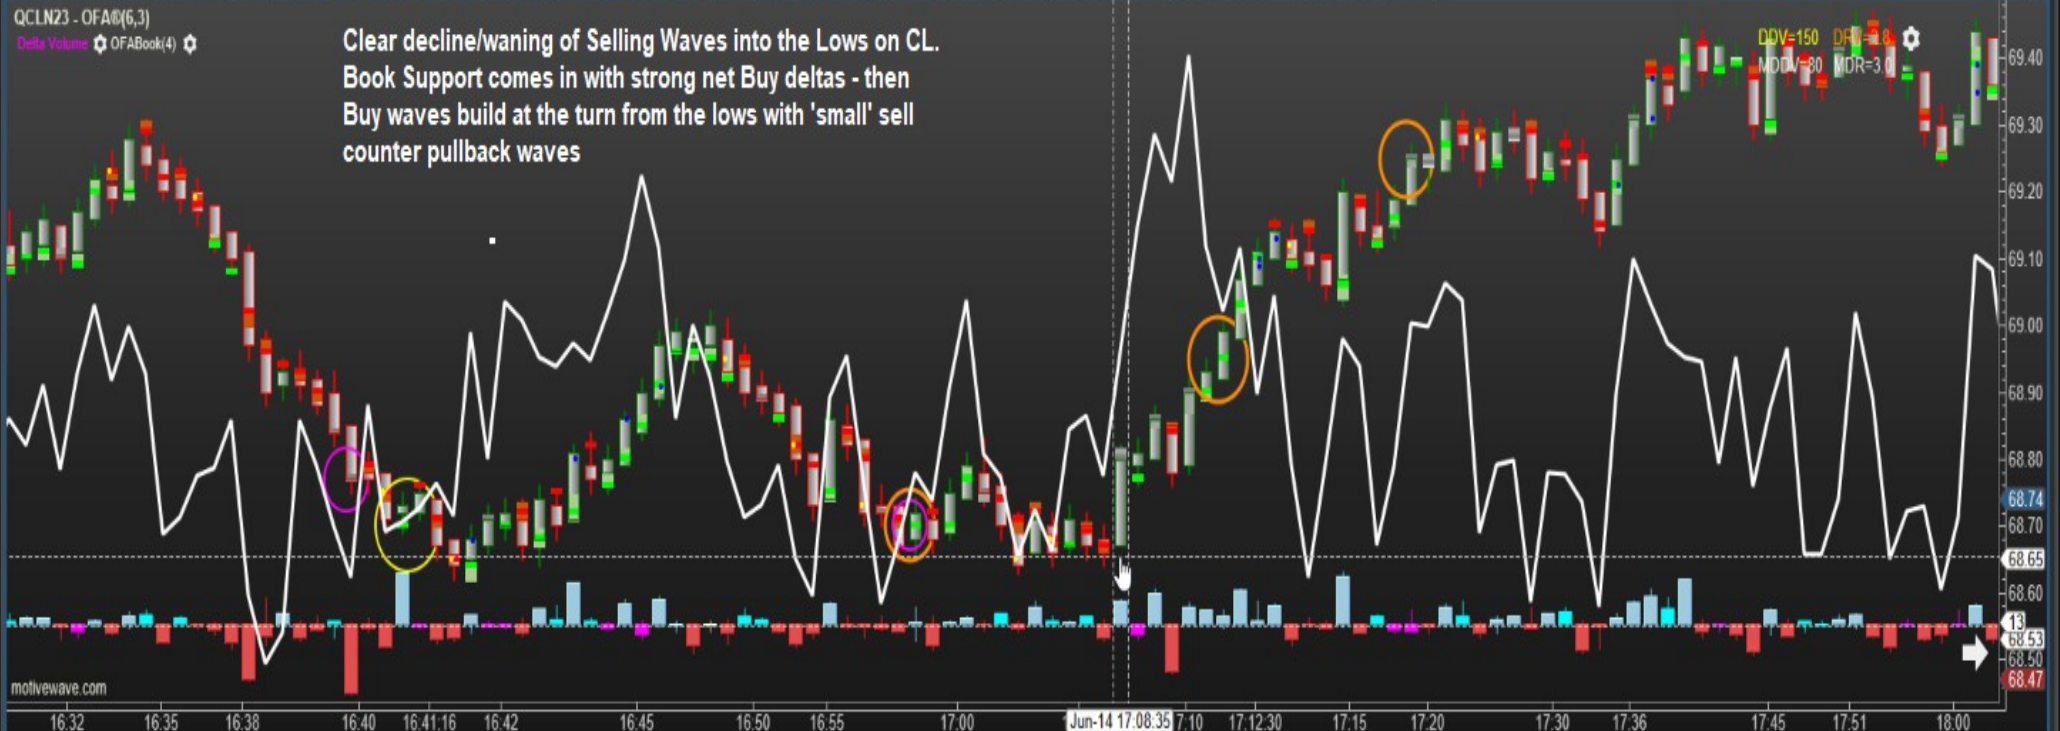 QCLN23 - OFA®(6,3)
Delta Volume OFABook(4)
Clear decline/waning of Selling Waves into the Lows on CL.
Book Support comes in with strong net Buy deltas - then
Buy waves build at the turn from the lows with 'small' sell
counter pullback waves
DDV=150
MDDV=80 MDR=3.0
69.40
69.30
69.20
69.10
69.00
68.90
68.80
68.74
68.70
68.65
68.60
13
68.53
68.50
68.47
motivewave.com
16:32 16:35 16:38 16:40 16:41:16 16:42 16:45 16:50 16:55 17:00 Jun-14 17:08:35 17:10 17:12:30 17:15 17:20 17:30 17:36 17:45 17:51 18:00